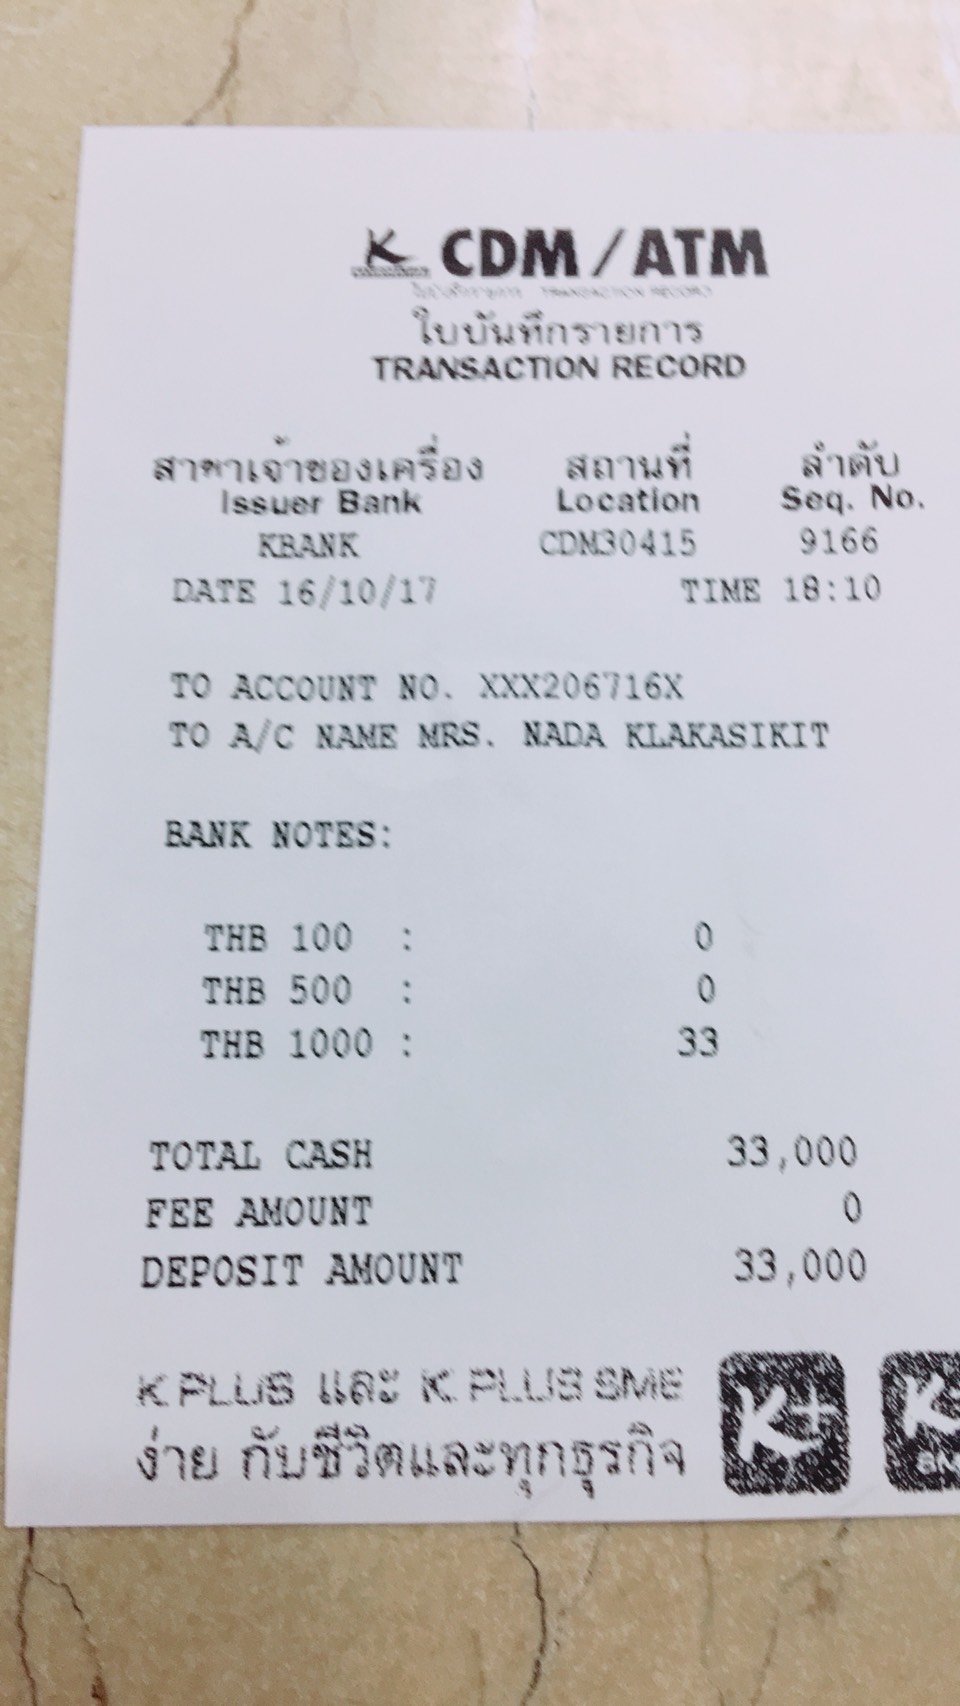 K CDM/ATM
ใบบันทึกรายการ TRANSACTION RECORD
ใบบันทึกรายการ
TRANSACTION RECORD
สาขาเจ้าของเครื่อง สถานที่ ลำดับ
Issuer Bank Location Seq. No.
KBANK CDM30415 9166
DATE 16/10/17 TIME 18:10
TO ACCOUNT NO. XXX206716X
TO A/C NAME MRS. NADA KLAKASIKIT
BANK NOTES:
THB 100 : 0
THB 500 : 0
THB 1000 : 33
TOTAL CASH 33,000
FEE AMOUNT 0
DEPOSIT AMOUNT 33,000
K PLUS และ K PLUS SME K+
ง่าย กับชีวิตและทุกธุรกิจ